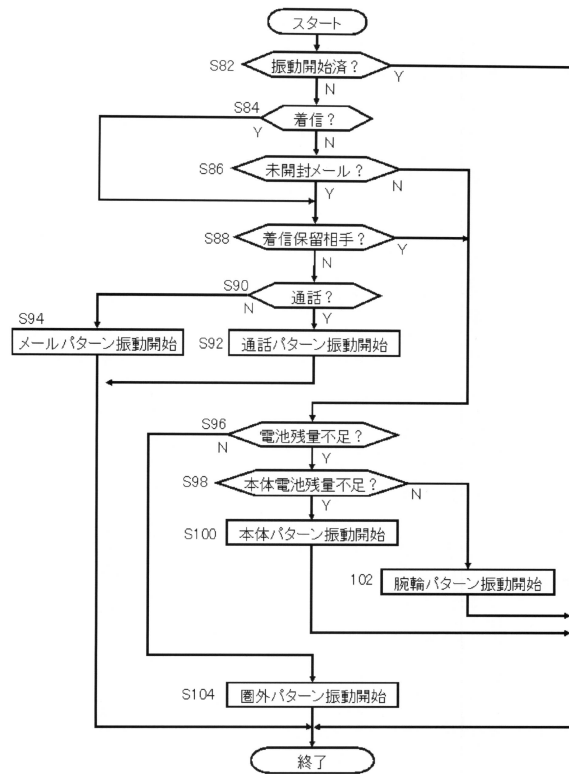 スタート
S82
振動開始済？
Y
N
S84
着信？
Y
N
S86
未開封メール？
N
Y
S88
着信保留相手？
Y
N
S90
通話？
N
Y
S94
メールパターン振動開始
S92
通話パターン振動開始
S96
電池残量不足？
N
Y
S98
本体電池残量不足？
N
Y
S100
本体パターン振動開始
102
腕輪パターン振動開始
S104
圏外パターン振動開始
終了